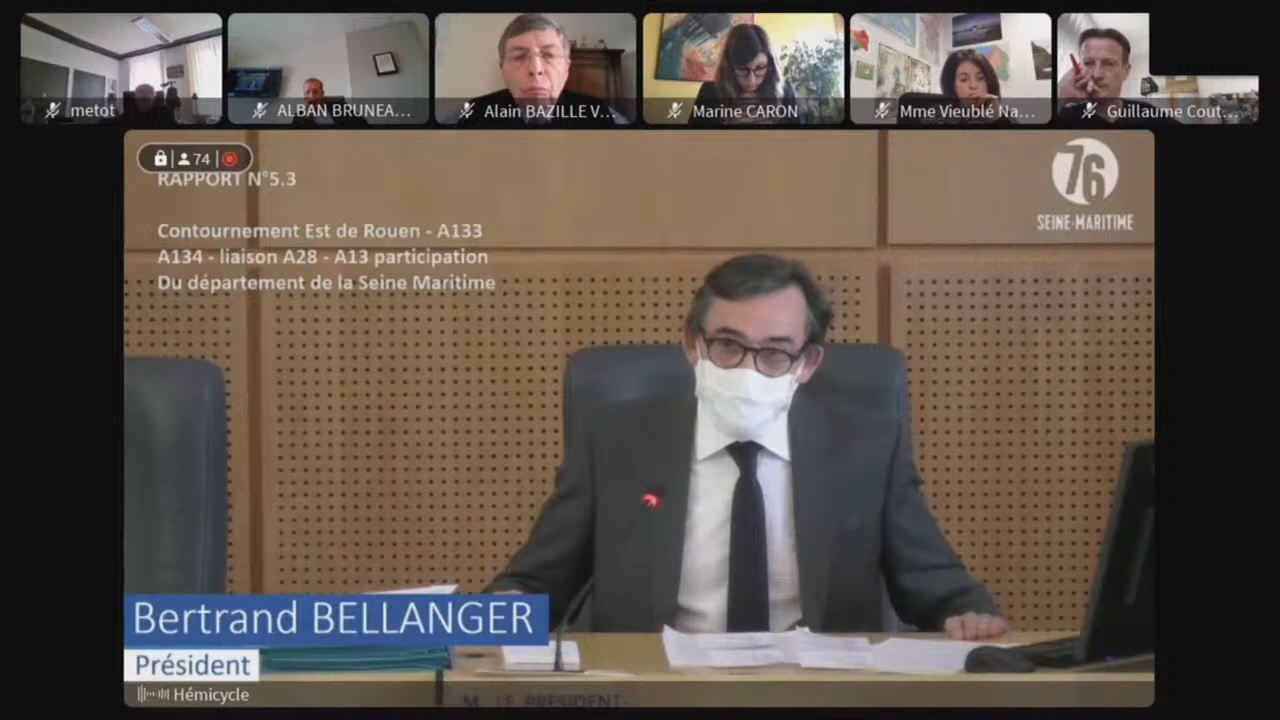 metot
ALBAN BRUNEA...
Alain BAZILLE V...
Marine CARON
Mme Vieublé Na...
Guillaume Cout...
74
RAPPORT N°5.3
76
SEINE-MARITIME
Contournement Est de Rouen - A133
A134 - liaison A28 - A13 participation
Du département de la Seine Maritime
Bertrand BELLANGER
Président
Hémicycle
M. LE PRESIDENT